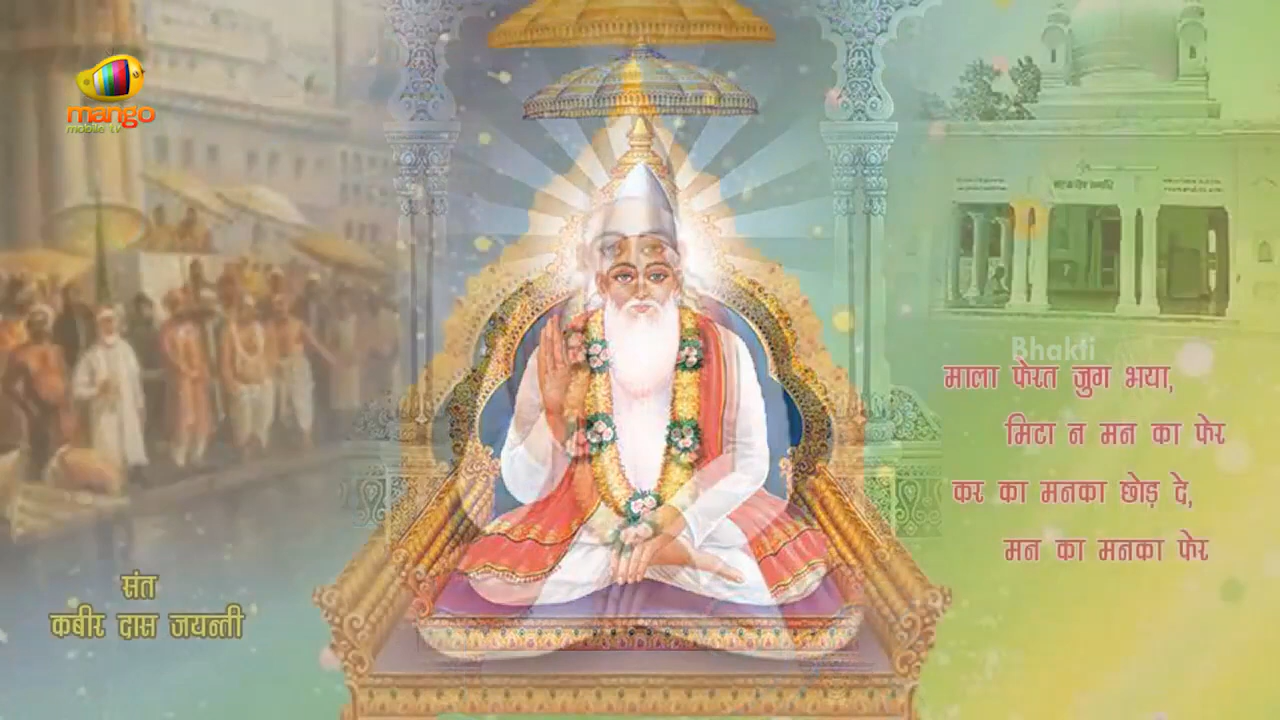 mango
mobile tv
Bhakti
माला फेरत जुग भया,
मिटा न मन का फेर
कर का मनका छोड़ दे,
मन का मनका फेर
संत
कबीर दास जयन्ती